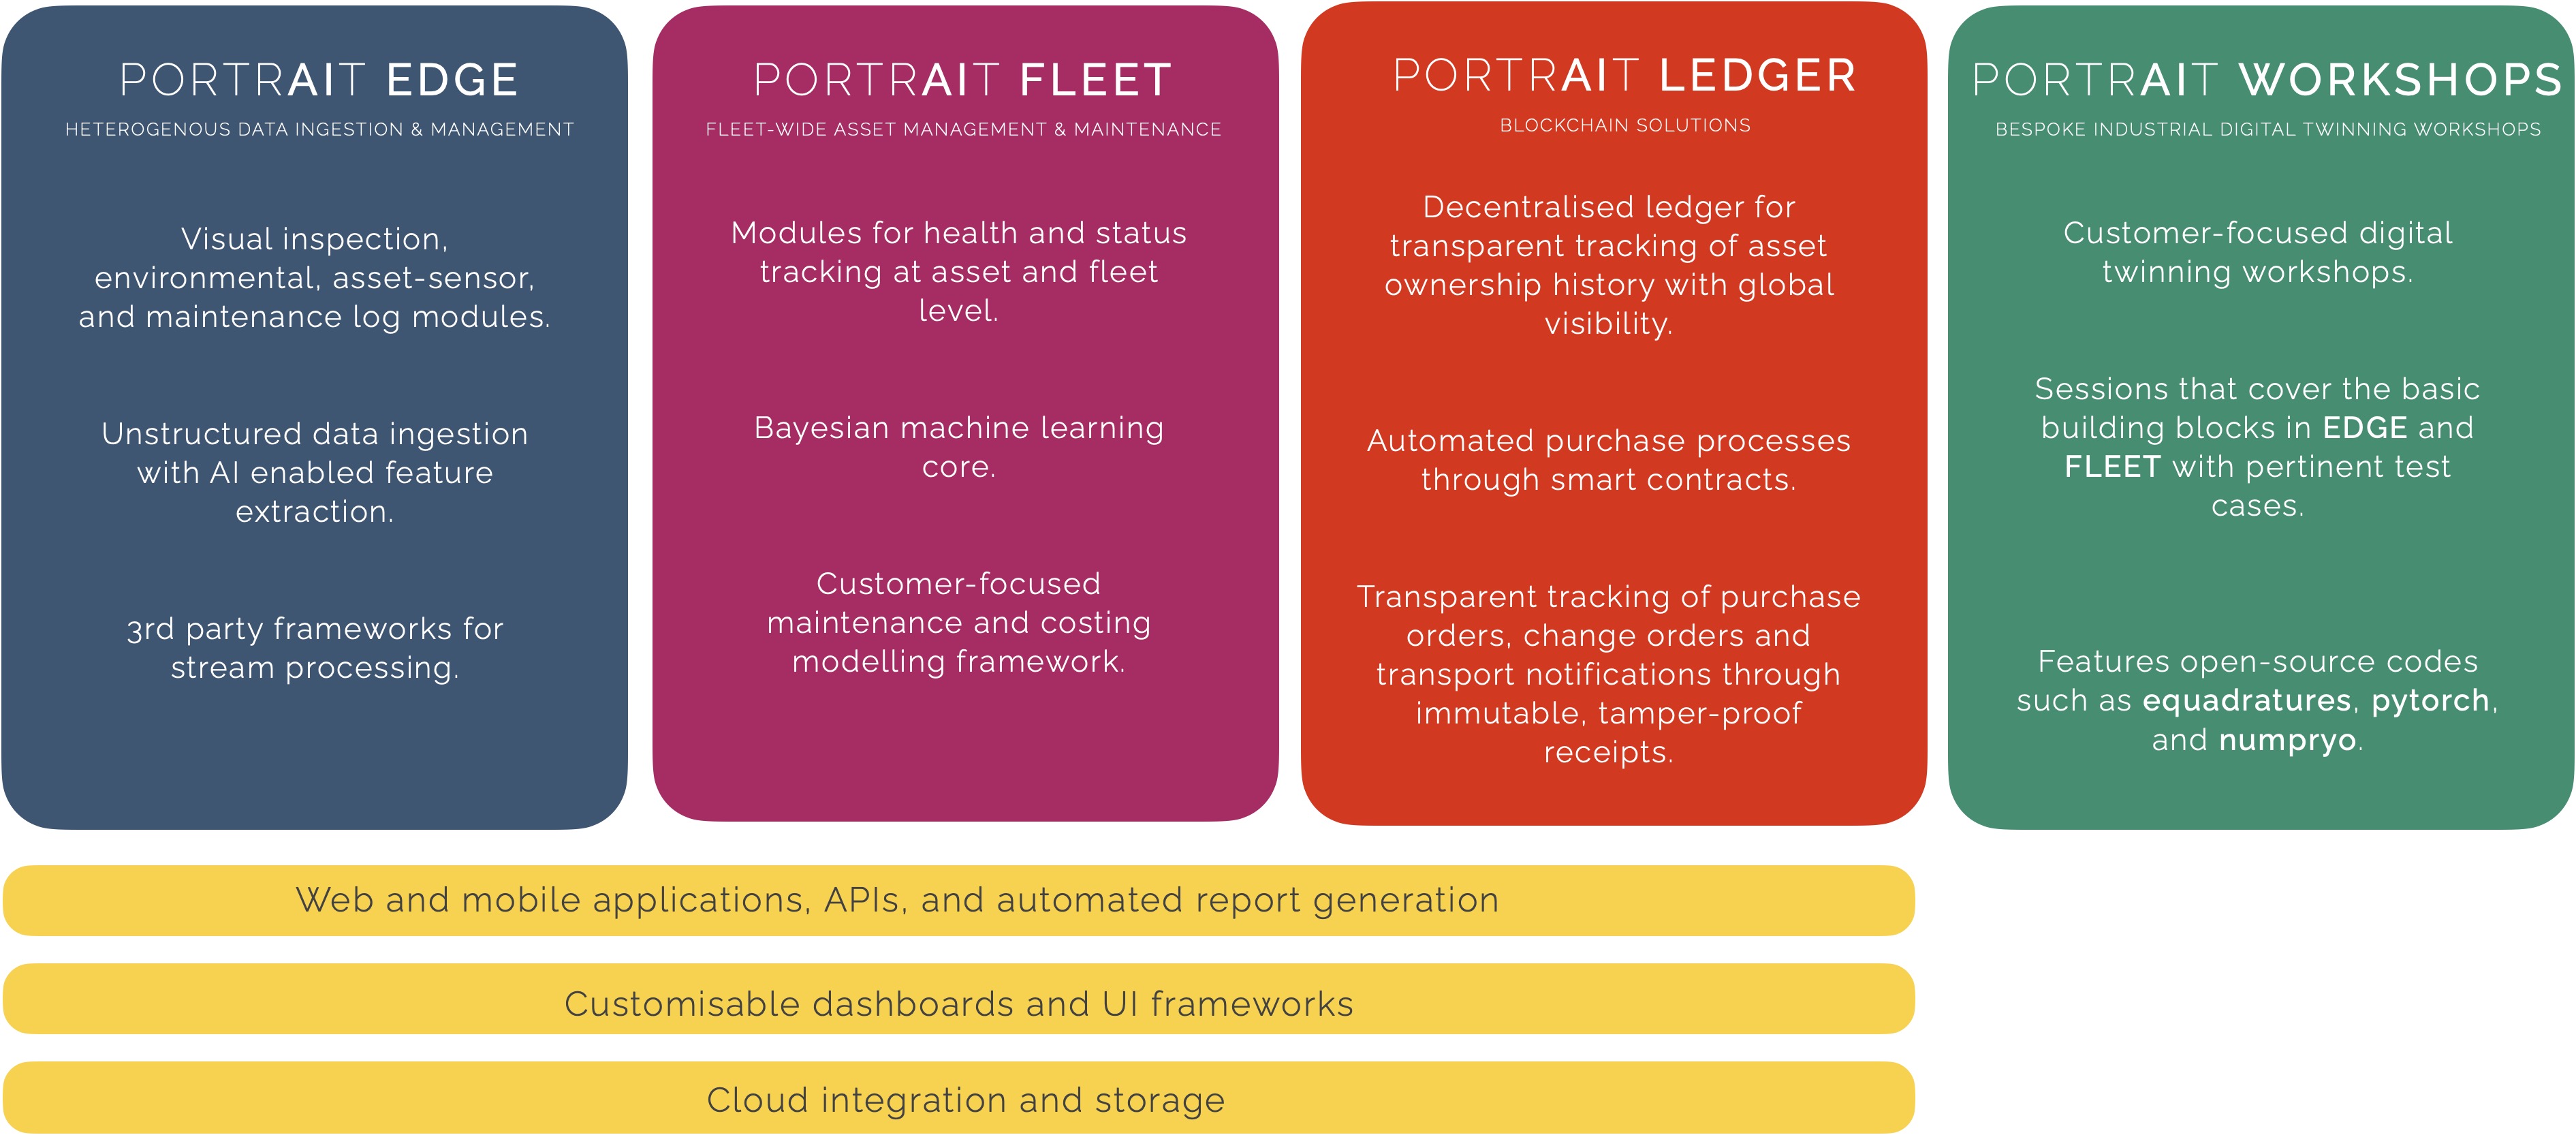 PORTRAIT EDGE
HETEROGENOUS DATA INGESTION & MANAGEMENT
Visual inspection,
environmental, asset-sensor,
and maintenance log modules.
Unstructured data ingestion
with AI enabled feature
extraction.
3rd party frameworks for
stream processing.
PORTRAIT FLEET
FLEET-WIDE ASSET MANAGEMENT & MAINTENANCE
Modules for health and status
tracking at asset and fleet
level.
Bayesian machine learning
core.
Customer-focused
maintenance and costing
modelling framework.
PORTRAIT LEDGER
BLOCKCHAIN SOLUTIONS
Decentralised ledger for
transparent tracking of asset
ownership history with global
visibility.
Automated purchase processes
through smart contracts.
Transparent tracking of purchase
orders, change orders and
transport notifications through
immutable, tamper-proof
receipts.
PORTRAIT WORKSHOPS
BESPOKE INDUSTRIAL DIGITAL TWINNING WORKSHOPS
Customer-focused digital
twinning workshops.
Sessions that cover the basic
building blocks in EDGE and
FLEET with pertinent test
cases.
Features open-source codes
such as equadratures, pytorch,
and numpryo.
Web and mobile applications, APIs, and automated report generation
Customisable dashboards and UI frameworks
Cloud integration and storage